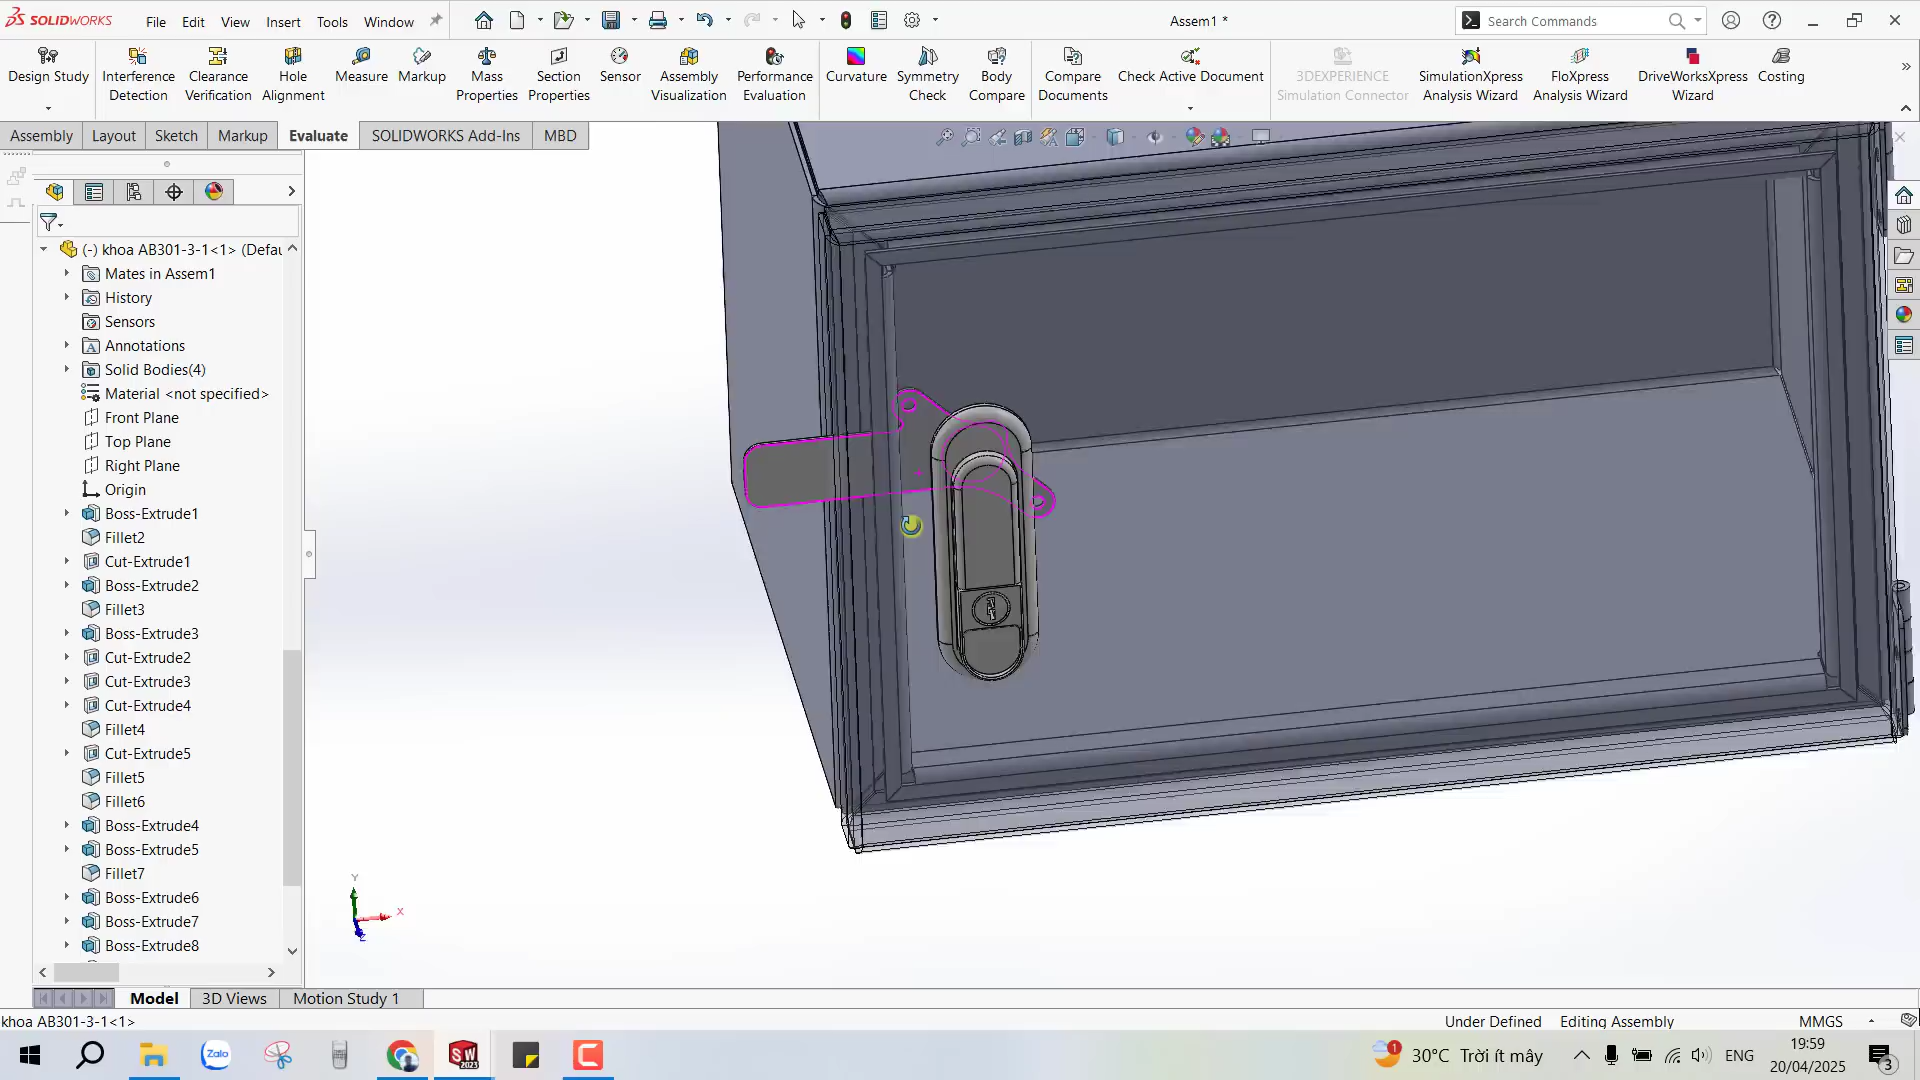 SOLIDWORKS
File
Edit
View
Insert
Tools
Window
Assem1 *
Search Commands
Design Study
Interference Detection
Clearance Verification
Hole Alignment
Measure
Markup
Mass Properties
Section Properties
Sensor
Assembly Visualization
Performance Evaluation
Curvature
Symmetry Check
Body Compare
Compare Documents
Check Active Document
3DEXPERIENCE Simulation Connector
SimulationXpress Analysis Wizard
FloXpress Analysis Wizard
DriveWorksXpress Wizard
Costing
Assembly
Layout
Sketch
Markup
Evaluate
SOLIDWORKS Add-Ins
MBD
(-) khoa AB301-3-1<1> (Defau
Mates in Assem1
History
Sensors
Annotations
Solid Bodies(4)
Material <not specified>
Front Plane
Top Plane
Right Plane
Origin
Boss-Extrude1
Fillet2
Cut-Extrude1
Boss-Extrude2
Fillet3
Boss-Extrude3
Cut-Extrude2
Cut-Extrude3
Cut-Extrude4
Fillet4
Cut-Extrude5
Fillet5
Fillet6
Boss-Extrude4
Boss-Extrude5
Fillet7
Boss-Extrude6
Boss-Extrude7
Boss-Extrude8
Y
X
Z
Model
3D Views
Motion Study 1
khoa AB301-3-1<1>
Under Defined
Editing Assembly
MMGS
Zalo
SW
2023
1
30°C
Trời ít mây
ENG
19:59
20/04/2025
3